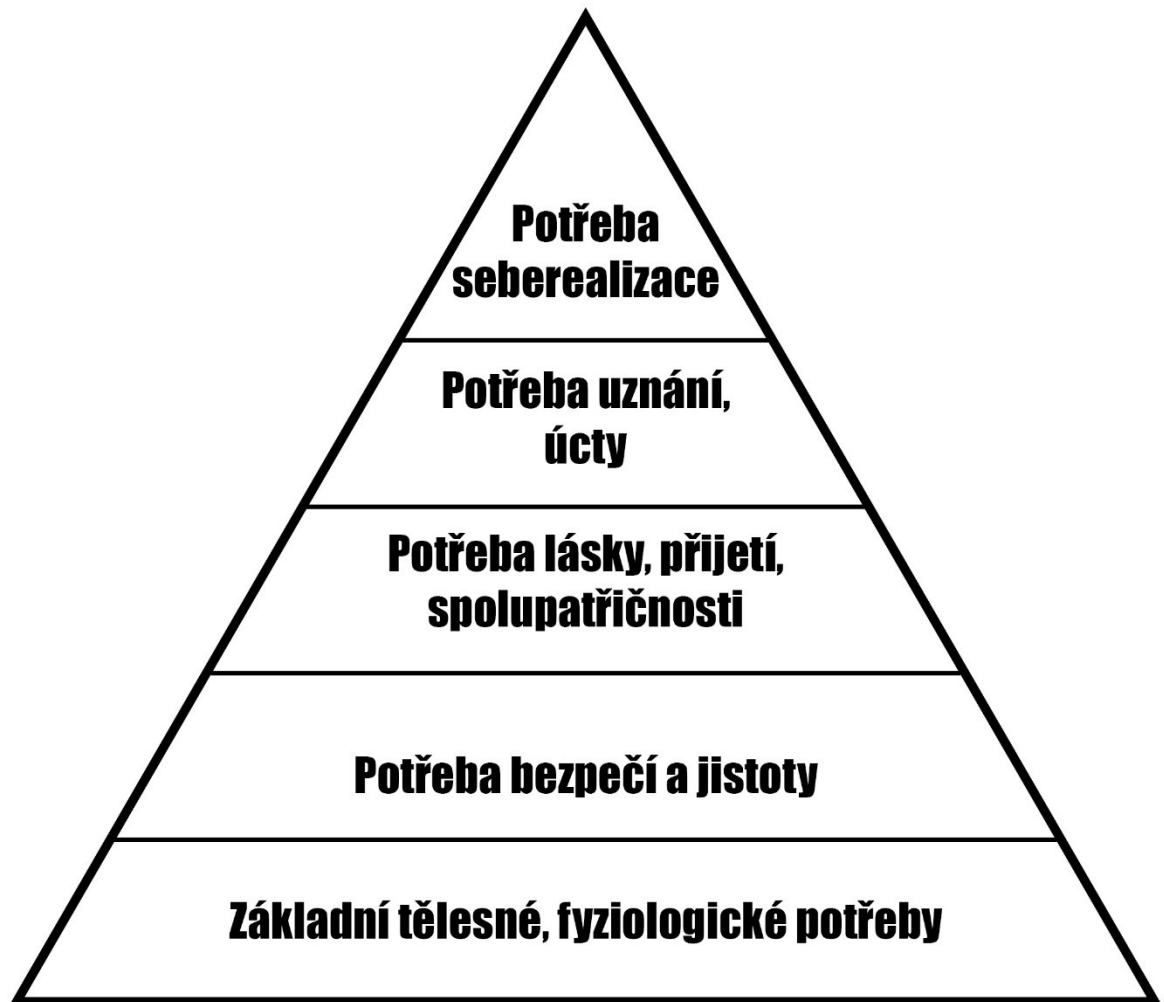 Potřeba
seberealizace
Potřeba uznání,
úcty
Potřeba lásky, přijetí,
spolupatřičnosti
Potřeba bezpečí a jistoty
Základní tělesné, fyziologické potřeby